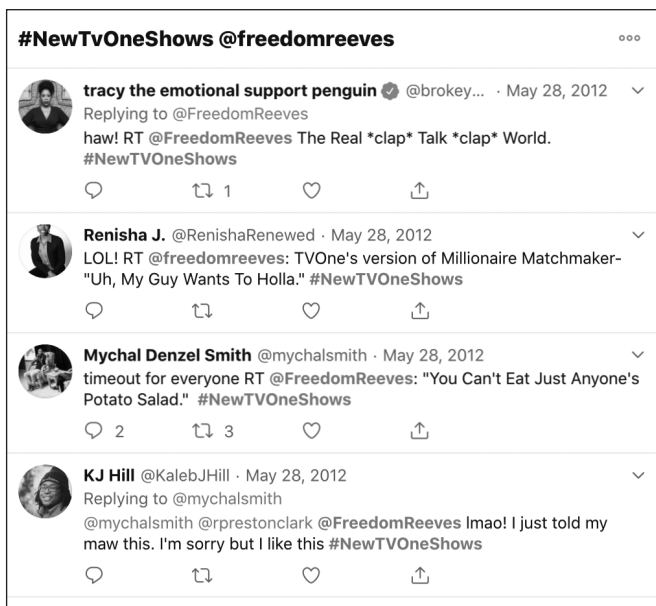 #NewTvOneShows @freedomreeves
tracy the emotional support penguin @brokey... · May 28, 2012
Replying to @FreedomReeves
haw! RT @FreedomReeves The Real *clap* Talk *clap* World.
#NewTVOneShows
1
Renisha J. @RenishaRenewed · May 28, 2012
LOL! RT @freedomreeves: TVOne's version of Millionaire Matchmaker-
"Uh, My Guy Wants To Holla." #NewTVOneShows
Mychal Denzel Smith @mychalsmith · May 28, 2012
timeout for everyone RT @FreedomReeves: "You Can't Eat Just Anyone's
Potato Salad." #NewTVOneShows
2 3
KJ Hill @KalebJHill · May 28, 2012
Replying to @mychalsmith
@mychalsmith @rprestonclark @FreedomReeves lmao! I just told my
maw this. I'm sorry but I like this #NewTVOneShows